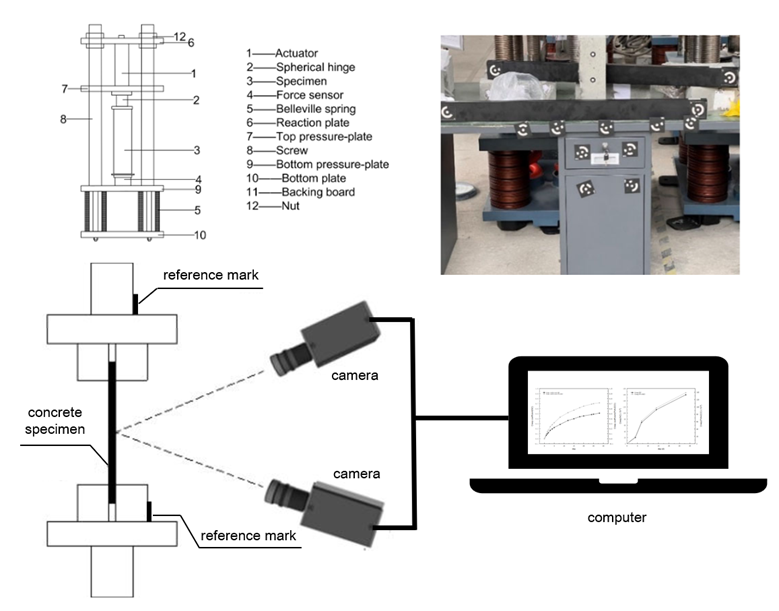 12
6
1
7
2
8
3
4
9
5
10
1——Actuator
2——Spherical hinge
3——Specimen
4——Force sensor
5——Belleville spring
6——Reaction plate
7——Top pressure-plate
8——Screw
9——Bottom pressure-plate
10——Bottom plate
11——Backing board
12——Nut
reference mark
camera
concrete
specimen
camera
reference mark
computer